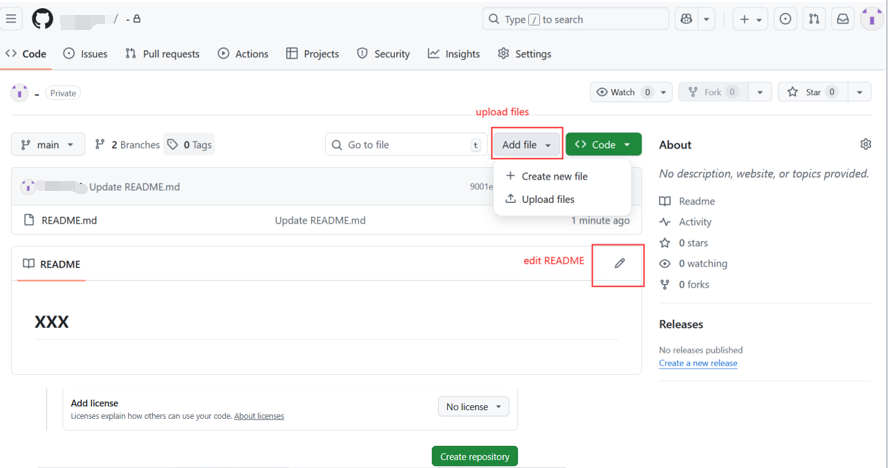 / -
Type / to search
Code Issues Pull requests Actions Projects Security Insights Settings
- Private
Watch 0 Fork 0 Star 0
upload files
main 2 Branches 0 Tags Go to file t Add file Code
About
Create new file
No description, website, or topics provided.
Update README.md 9001e
Upload files
Readme
README.md Update README.md 1 minute ago
Activity
0 stars
README edit README
0 watching
0 forks
XXX
Releases
No releases published
Create a new release
Add license
Licenses explain how others can use your code. About licenses
No license
Create repository